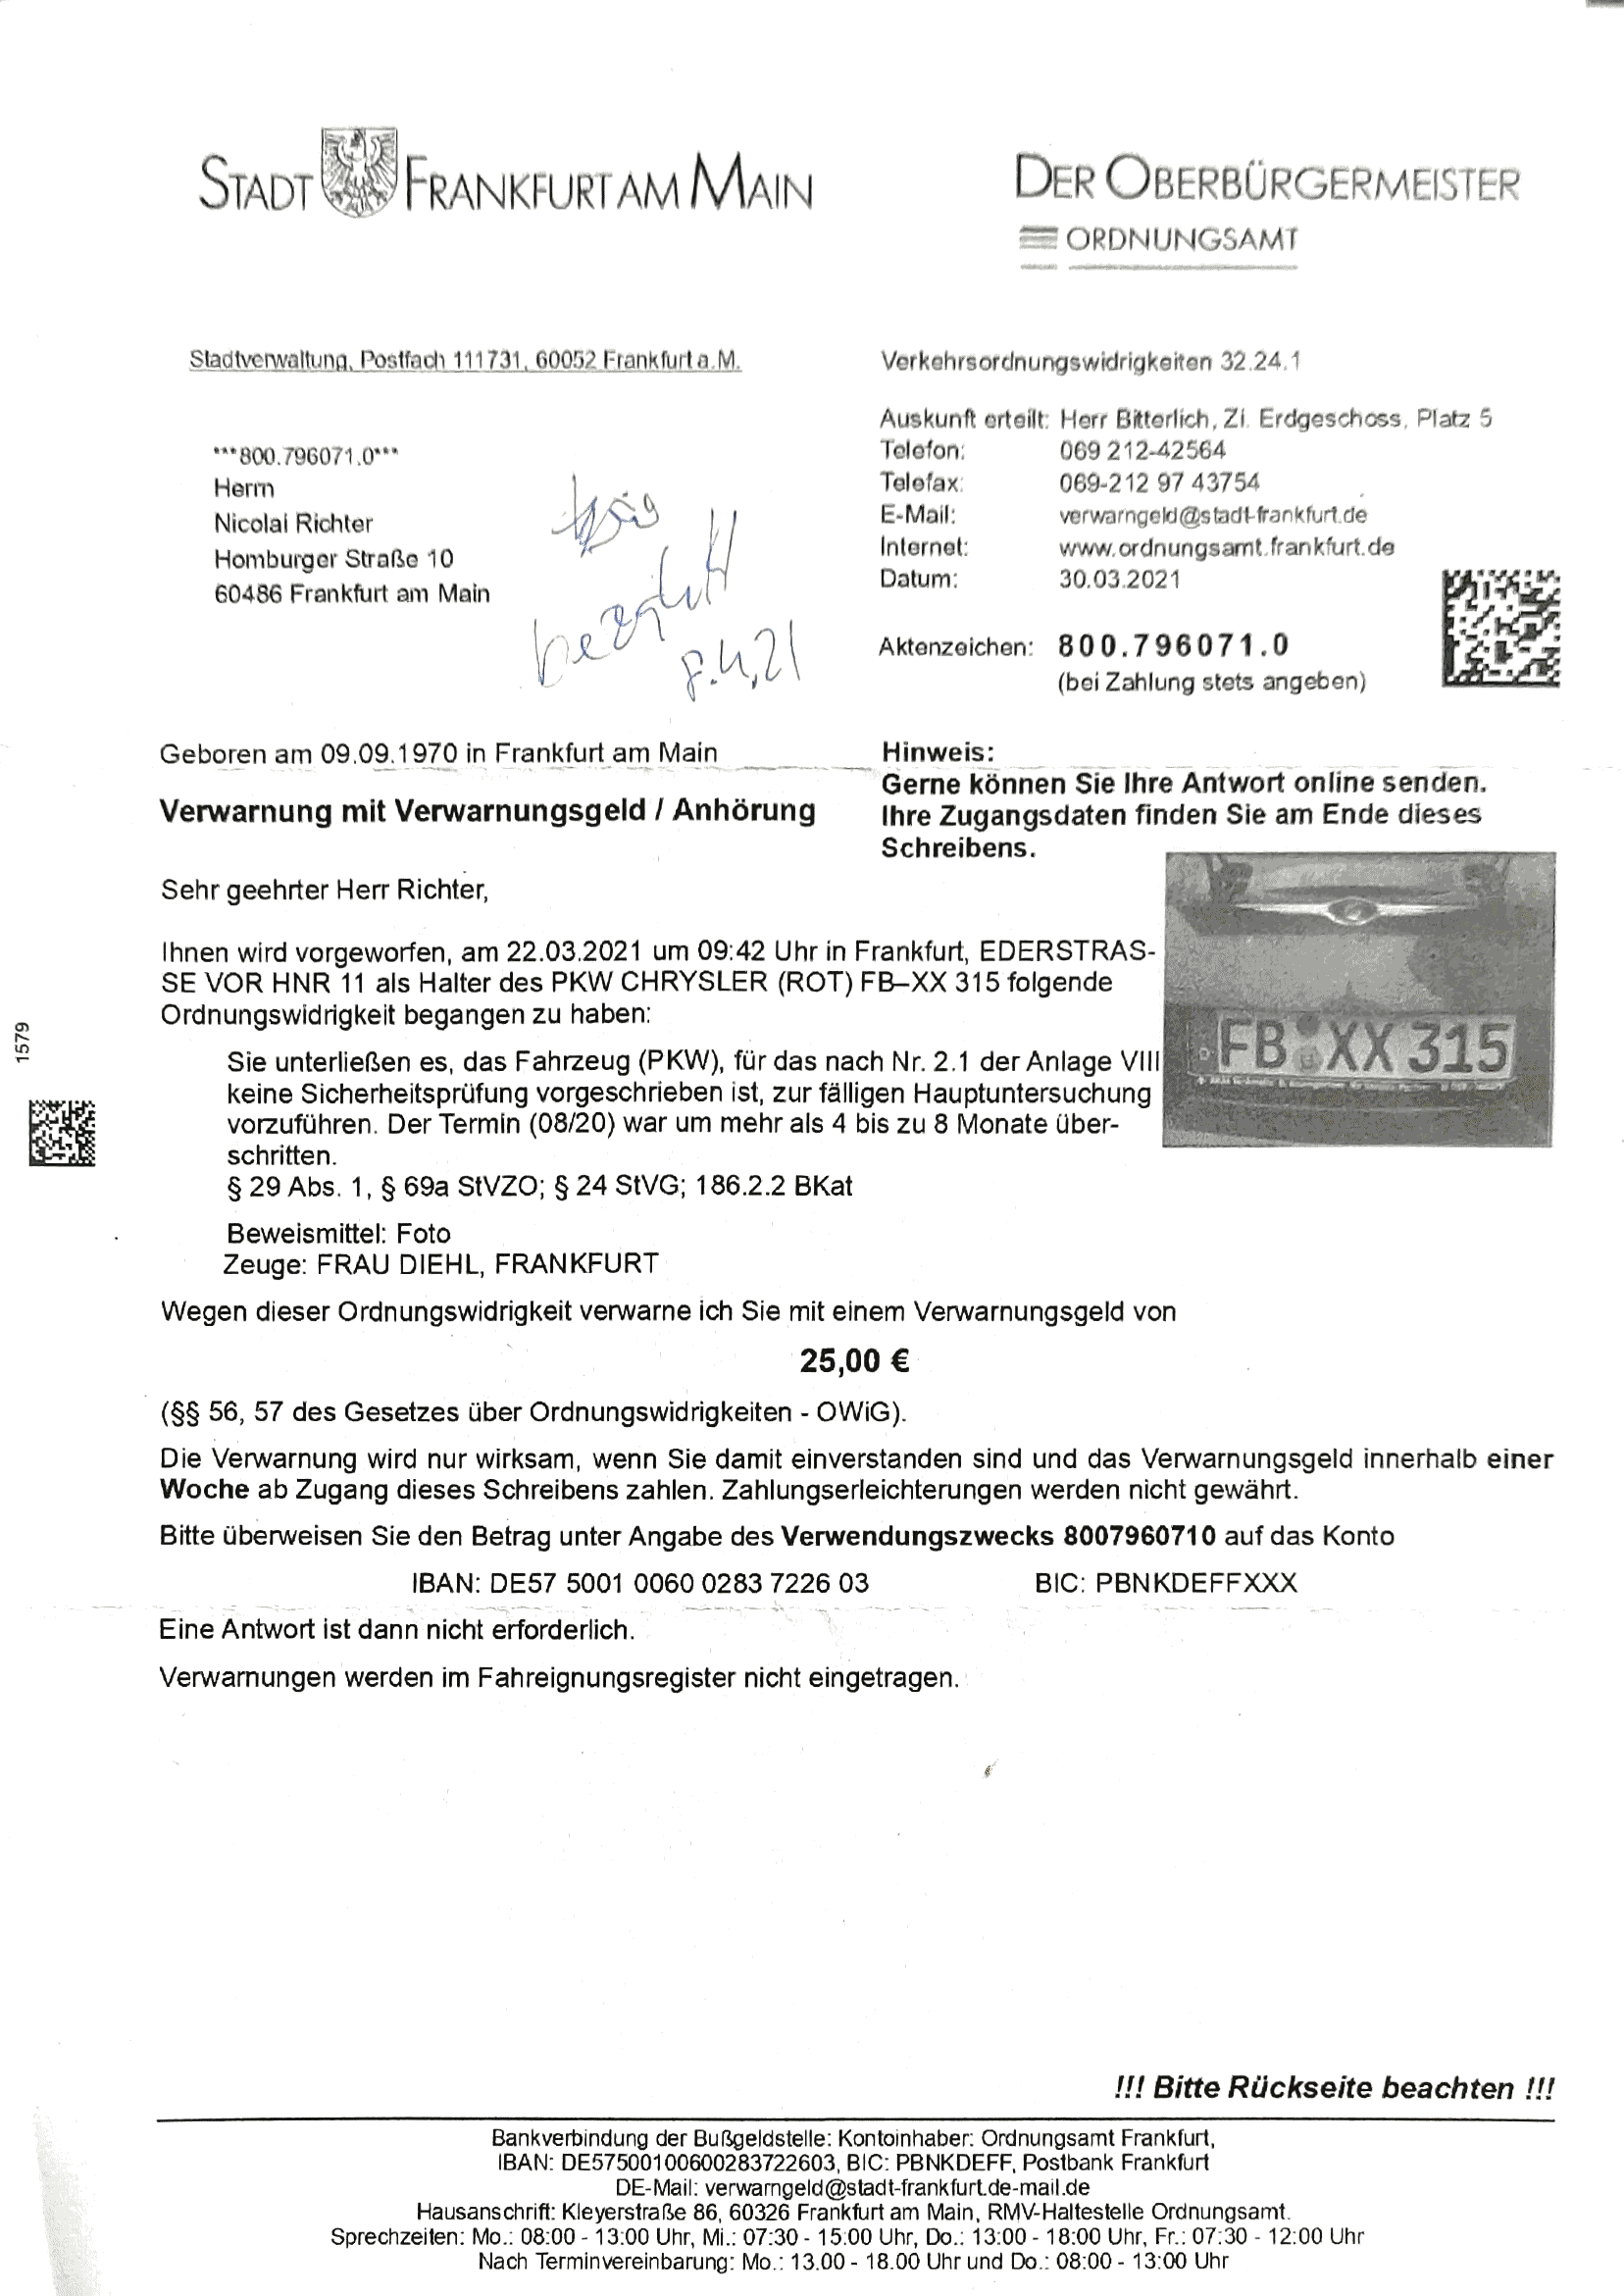 STADT FRANKFURT AM MAIN
DER OBERBÜRGERMEISTER
ORDNUNGSAMT
Stadtverwaltung, Postfach 111731, 60052 Frankfurt a.M.
Verkehrsordnungswidrigkeiten 32.24.1
Auskunft erteilt: Herr Bitterlich, Zi. Erdgeschoss, Platz 5
Telefon: 069 212-42564
Telefax: 069-212 97 43754
E-Mail: verwarngeld@stadt-frankfurt.de
Internet: www.ordnungsamt.frankfurt.de
Datum: 30.03.2021
Aktenzeichen: 800.796071.0
(bei Zahlung stets angeben)
***800.796071.0***
Herrn
Nicolai Richter
Homburger Straße 10
60486 Frankfurt am Main
bezahlt
8.4.21
Geboren am 09.09.1970 in Frankfurt am Main
Verwarnung mit Verwarnungsgeld / Anhörung
Hinweis:
Gerne können Sie Ihre Antwort online senden.
Ihre Zugangsdaten finden Sie am Ende dieses
Schreibens.
Sehr geehrter Herr Richter,
Ihnen wird vorgeworfen, am 22.03.2021 um 09:42 Uhr in Frankfurt, EDERSTRAS-
SE VOR HNR 11 als Halter des PKW CHRYSLER (ROT) FB–XX 315 folgende
Ordnungswidrigkeit begangen zu haben:
FB XX 315
Sie unterließen es, das Fahrzeug (PKW), für das nach Nr. 2.1 der Anlage VIII
keine Sicherheitsprüfung vorgeschrieben ist, zur fälligen Hauptuntersuchung
vorzuführen. Der Termin (08/20) war um mehr als 4 bis zu 8 Monate über-
schritten.
§ 29 Abs. 1, § 69a StVZO; § 24 StVG; 186.2.2 BKat
Beweismittel: Foto
Zeuge: FRAU DIEHL, FRANKFURT
1579
Wegen dieser Ordnungswidrigkeit verwarne ich Sie mit einem Verwarnungsgeld von
25,00 €
(§§ 56, 57 des Gesetzes über Ordnungswidrigkeiten - OWiG).
Die Verwarnung wird nur wirksam, wenn Sie damit einverstanden sind und das Verwarnungsgeld innerhalb einer
Woche ab Zugang dieses Schreibens zahlen. Zahlungserleichterungen werden nicht gewährt.
Bitte überweisen Sie den Betrag unter Angabe des Verwendungszwecks 8007960710 auf das Konto
IBAN: DE57 5001 0060 0283 7226 03 BIC: PBNKDEFFXXX
Eine Antwort ist dann nicht erforderlich.
Verwarnungen werden im Fahreignungsregister nicht eingetragen.
!!! Bitte Rückseite beachten !!!
Bankverbindung der Bußgeldstelle: Kontoinhaber: Ordnungsamt Frankfurt,
IBAN: DE57500100600283722603, BIC: PBNKDEFF, Postbank Frankfurt
DE-Mail: verwarngeld@stadt-frankfurt.de-mail.de
Hausanschrift: Kleyerstraße 86, 60326 Frankfurt am Main, RMV-Haltestelle Ordnungsamt.
Sprechzeiten: Mo.: 08:00 - 13:00 Uhr, Mi.: 07:30 - 15:00 Uhr, Do.: 13:00 - 18:00 Uhr, Fr.: 07:30 - 12:00 Uhr
Nach Terminvereinbarung: Mo.: 13.00 - 18.00 Uhr und Do.: 08:00 - 13:00 Uhr